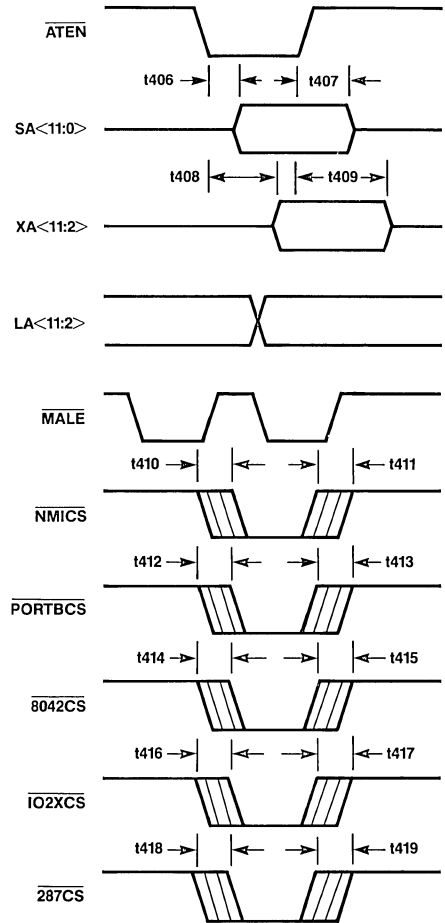 ATEN
t406 t407
SA<11:0>
t408 t409
XA<11:2>
LA<11:2>
MALE
t410 t411
NMICS
t412 t413
PORTBCS
t414 t415
8042CS
t416 t417
IO2XCS
t418 t419
287CS